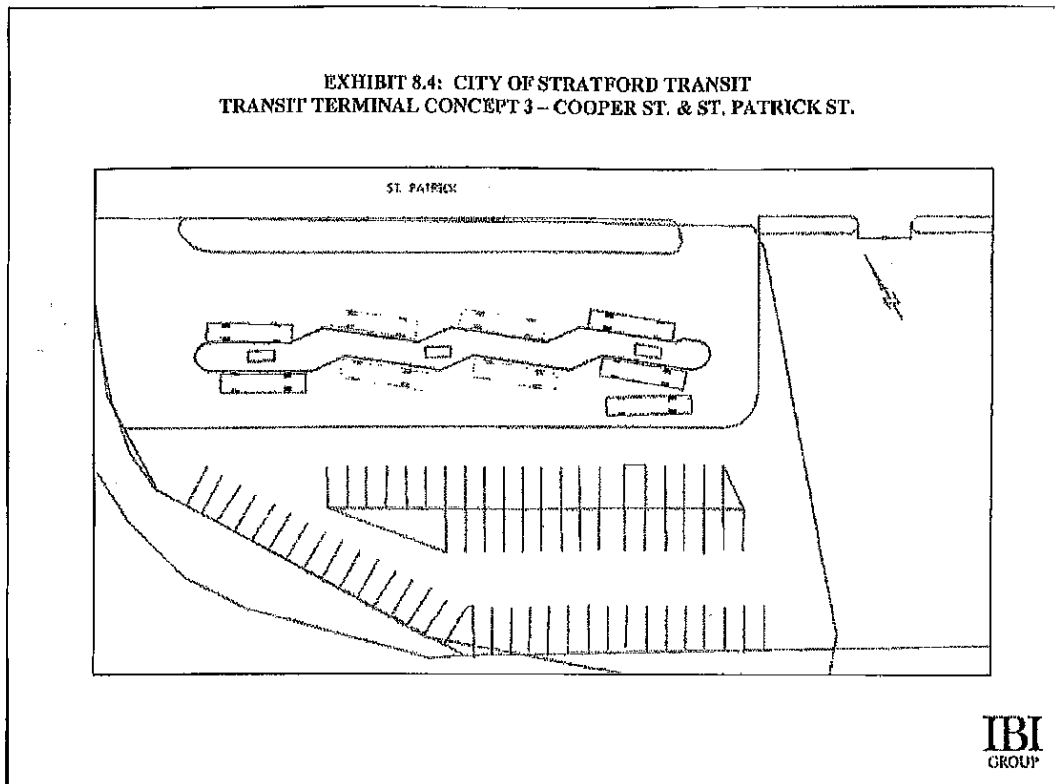 EXHIBIT 8.4: CITY OF STRATFORD TRANSIT
TRANSIT TERMINAL CONCEPT 3 – COOPER ST. & ST. PATRICK ST.
ST. PATRICK
IBI
GROUP